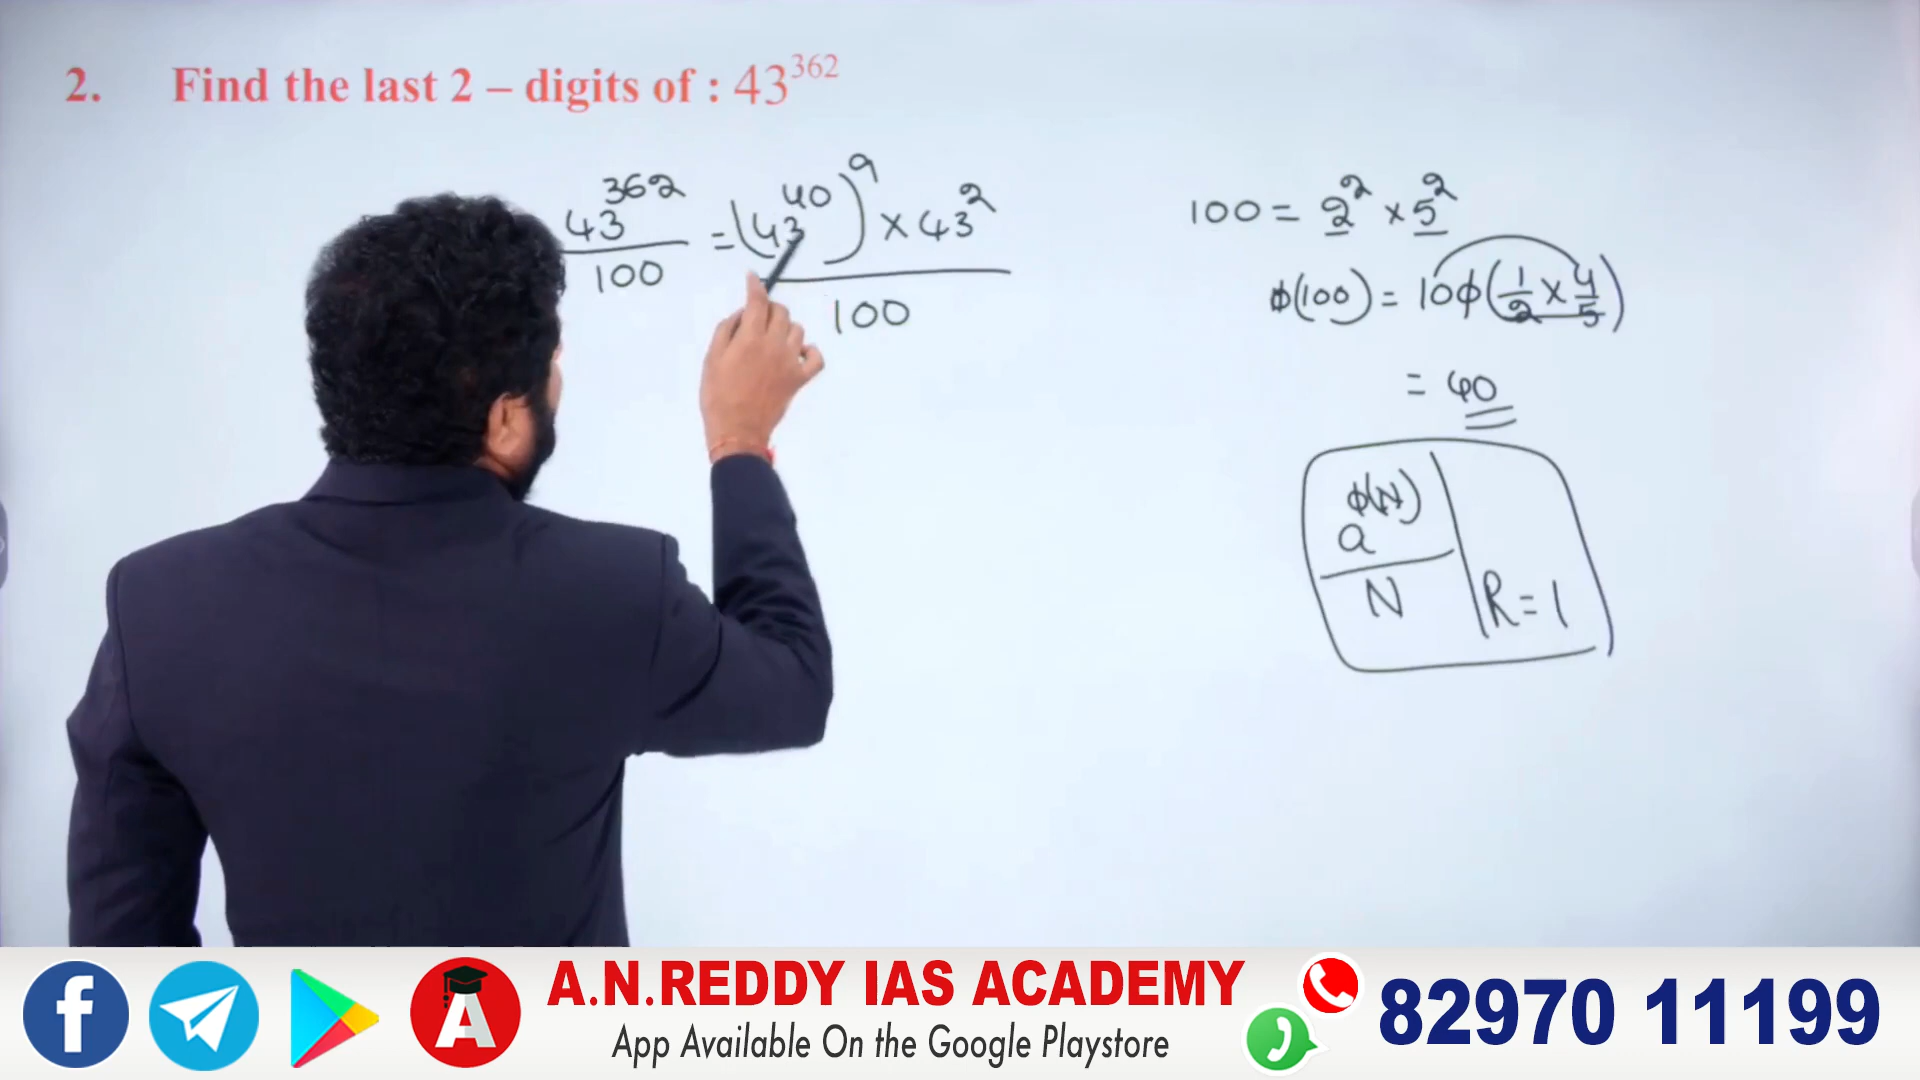 2. Find the last 2 – digits of : 43^362
43^362 / 100 = (43^40)^9 × 43^2 / 100
100 = 2^2 × 5^2
φ(100) = 100 (1/2 × 4/5)
= 40
a^φ(N) / N | R = 1
f
A
A.N.REDDY IAS ACADEMY
App Available On the Google Playstore
82970 11199